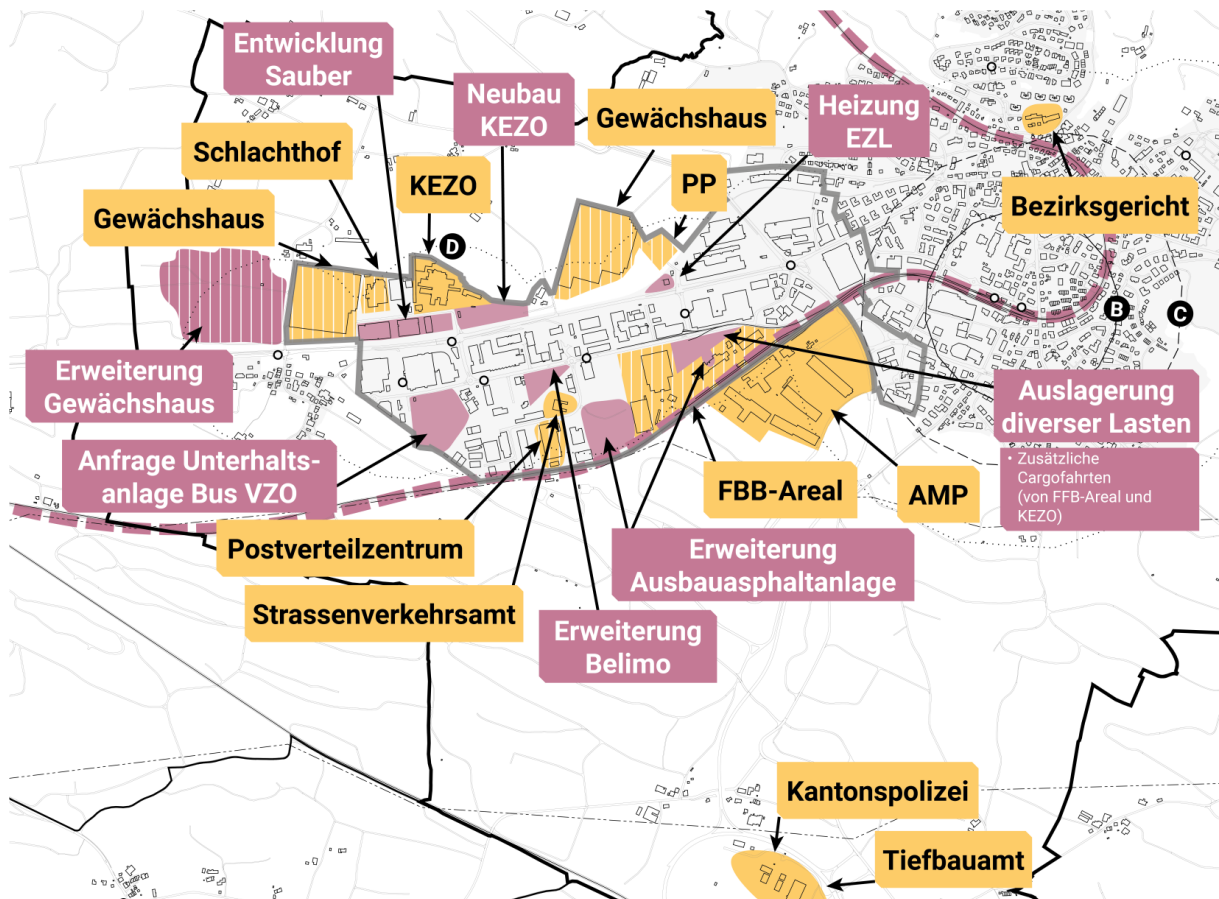 Entwicklung
Sauber
Neubau
KEZO
Gewächshaus
Heizung
EZL
Schlachthof
KEZO
PP
Bezirksgericht
Gewächshaus
D
B
C
Erweiterung
Gewächshaus
Auslagerung
diverser Lasten
• Zusätzliche
Cargofahrten
(von FFB-Areal und
KEZO)
Anfrage Unterhalts-
anlage Bus VZO
FBB-Areal
AMP
Postverteilzentrum
Erweiterung
Ausbauasphaltanlage
Strassenverkehrsamt
Erweiterung
Belimo
Kantonspolizei
Tiefbauamt